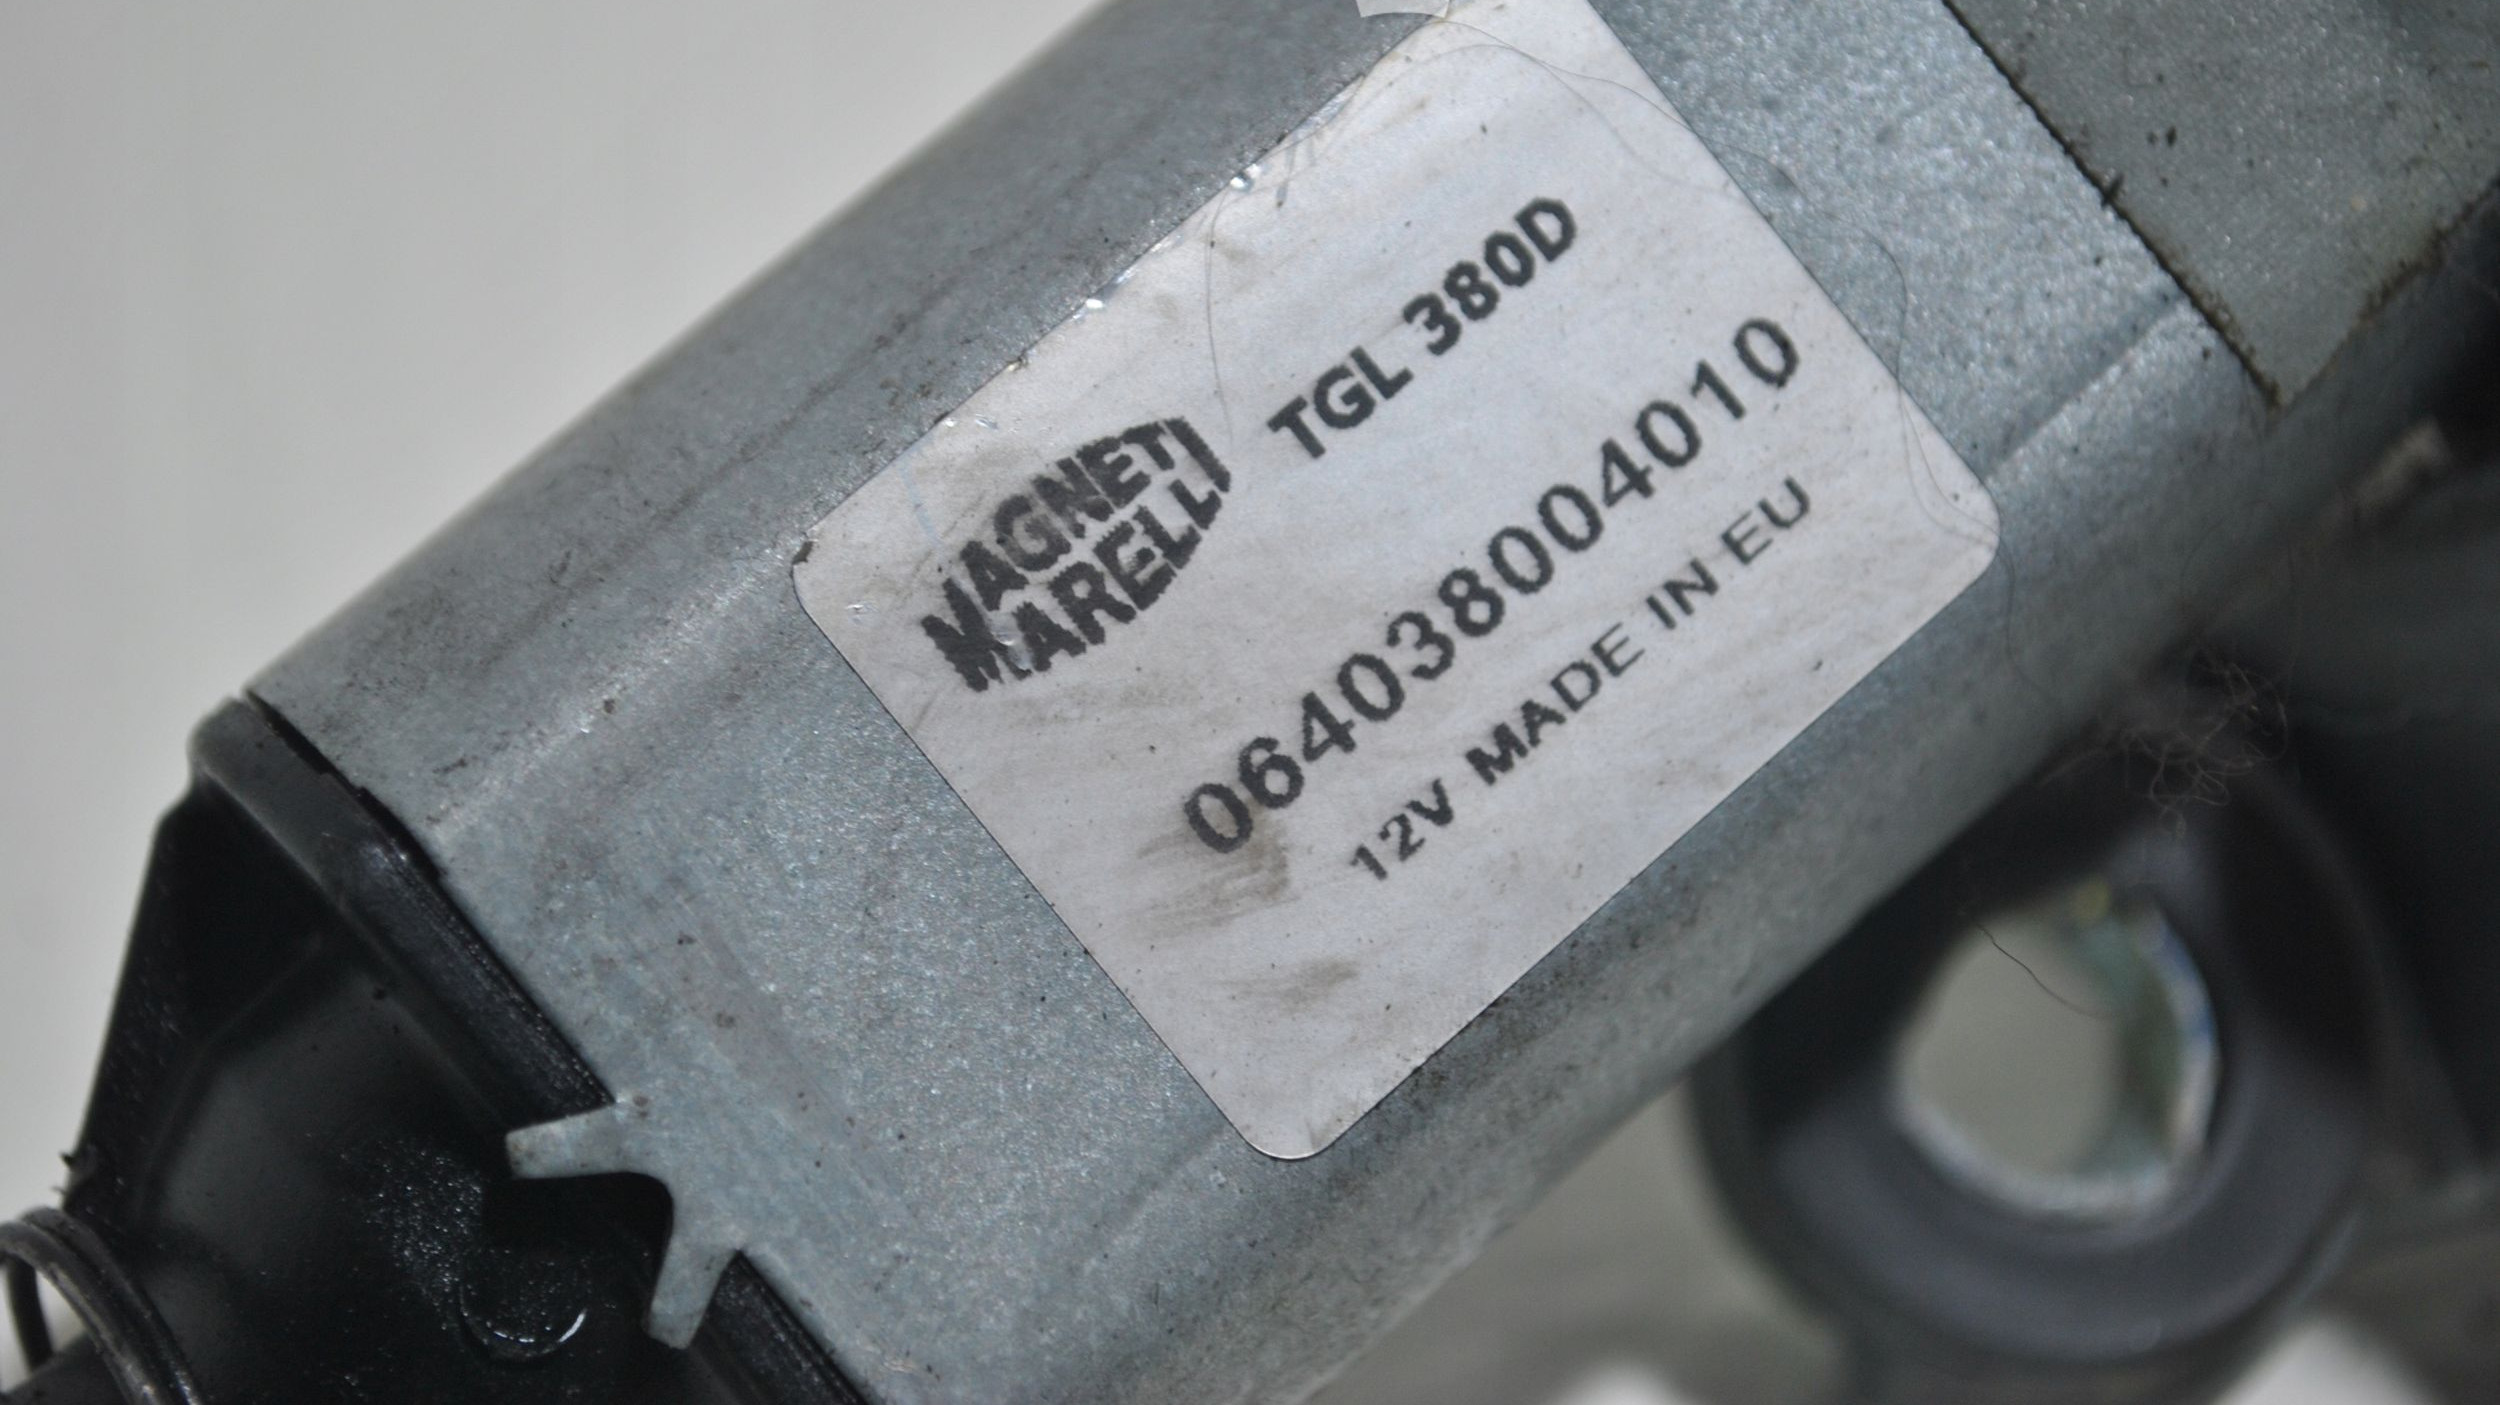 MAGNETI
MARELLI
TGL 380D
064038004010
12V MADE IN EU